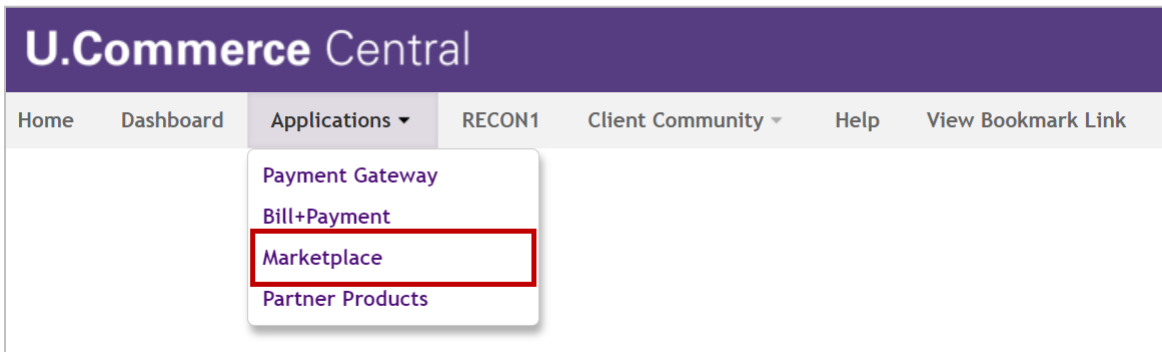 U.Commerce Central
Home Dashboard Applications RECON1 Client Community Help View Bookmark Link
Payment Gateway
Bill+Payment
Marketplace
Partner Products